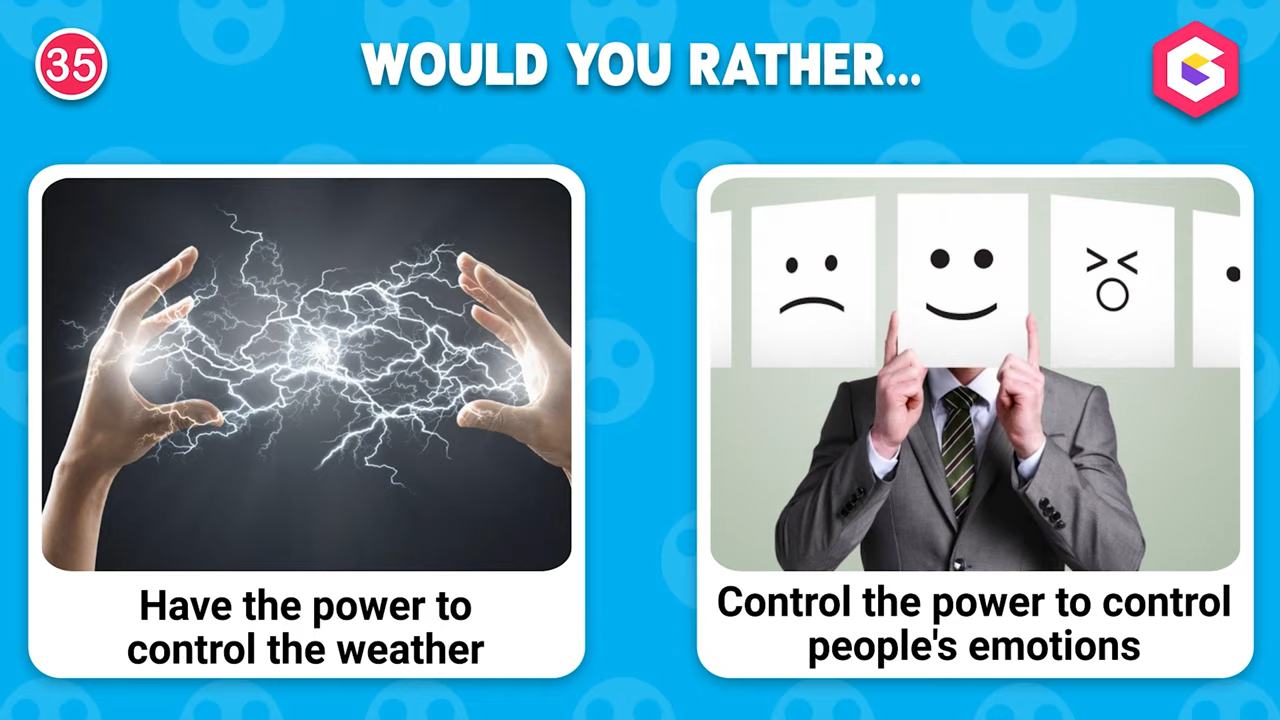 35
WOULD YOU RATHER...
Have the power to
control the weather
Control the power to control
people's emotions